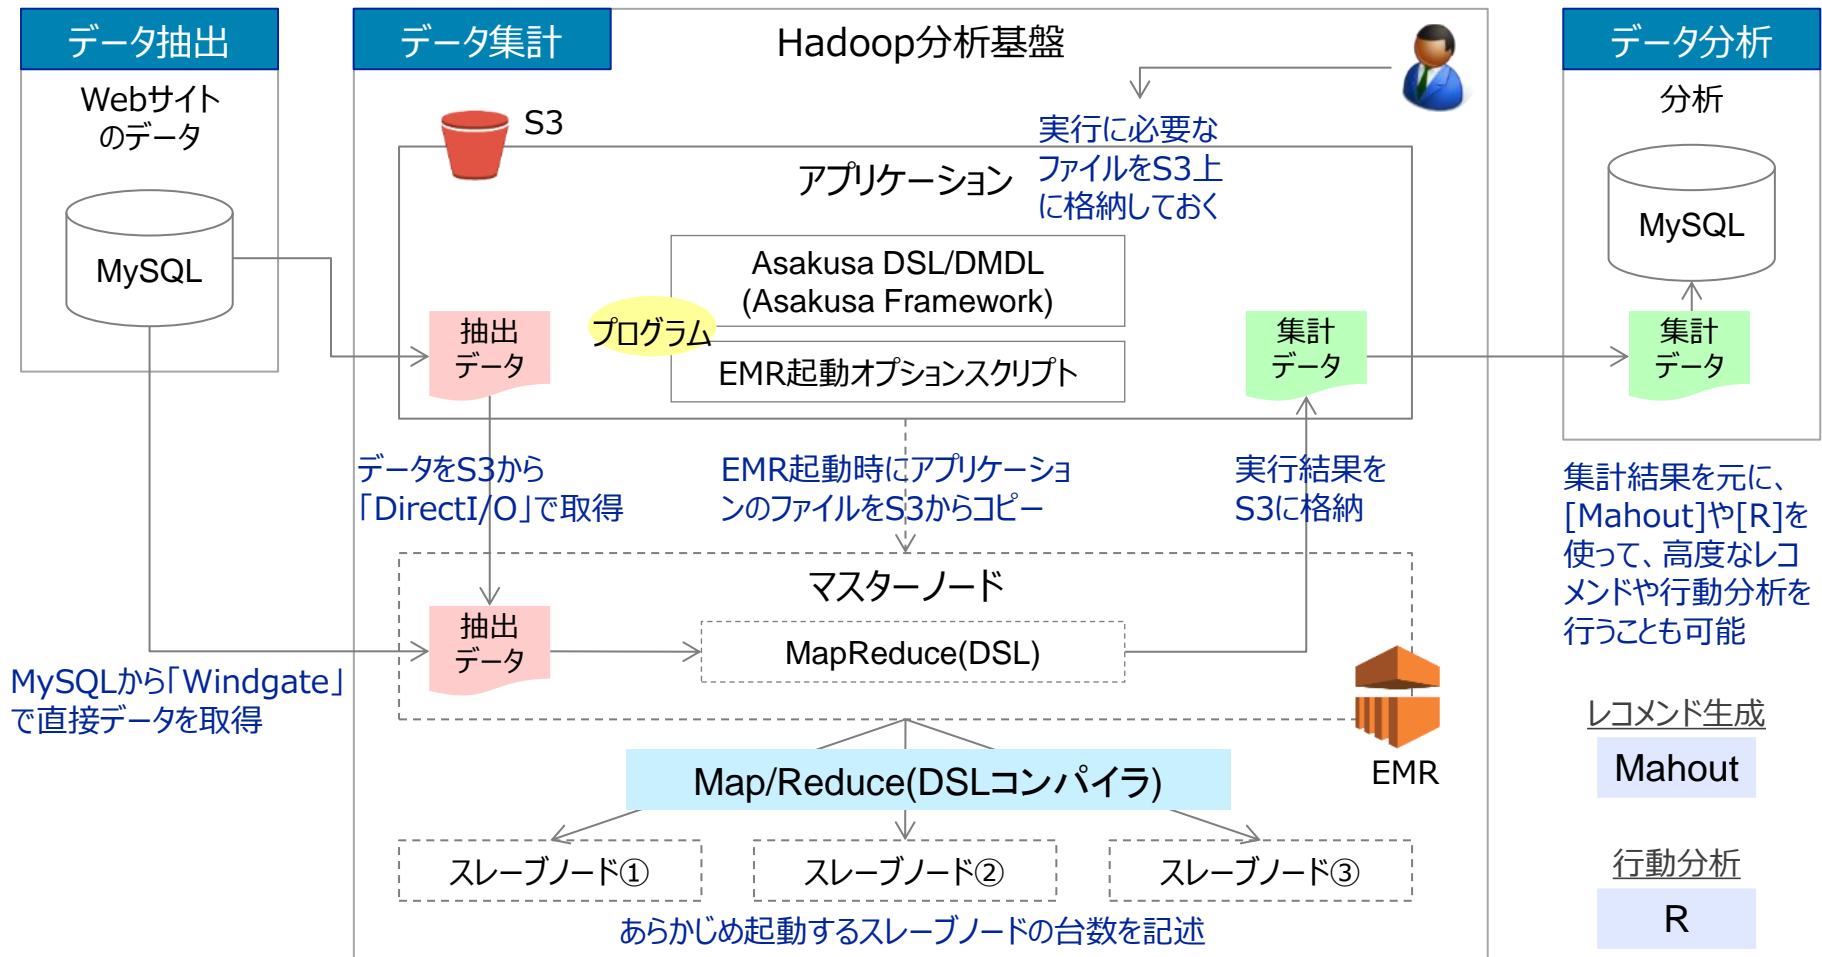 データ抽出
Webサイト
のデータ
MySQL
MySQLから「Windgate」
で直接データを取得
データ集計
Hadoop分析基盤
S3
実行に必要な
ファイルをS3上
に格納しておく
アプリケーション
Asakusa DSL/DMDL
(Asakusa Framework)
プログラム
EMR起動オプションスクリプト
抽出
データ
集計
データ
データをS3から
「DirectI/O」で取得
EMR起動時にアプリケーショ
ンのファイルをS3からコピー
実行結果を
S3に格納
マスターノード
抽出
データ
MapReduce(DSL)
EMR
Map/Reduce(DSLコンパイラ)
スレーブノード①
スレーブノード②
スレーブノード③
あらかじめ起動するスレーブノードの台数を記述
データ分析
分析
MySQL
集計
データ
集計結果を元に、
[Mahout]や[R]を
使って、高度なレコ
メンドや行動分析を
行うことも可能
レコメンド生成
Mahout
行動分析
R